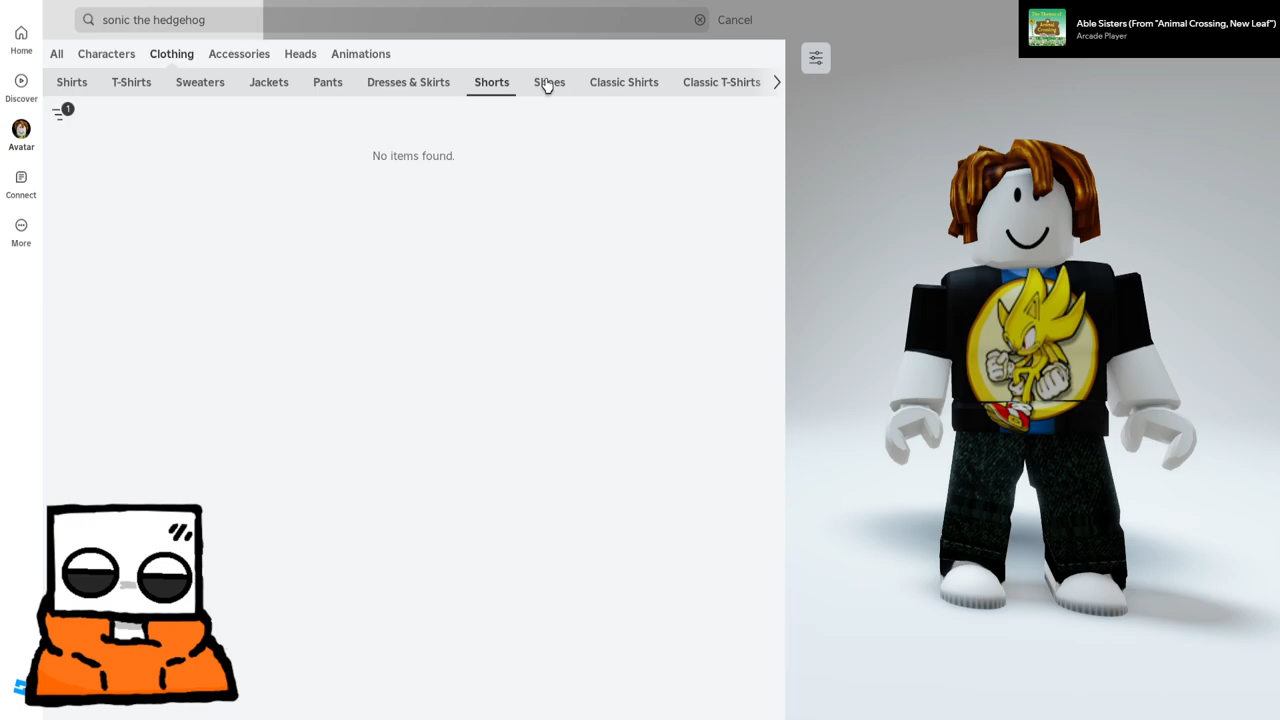 sonic the hedgehog
Cancel
Able Sisters (From "Animal Crossing, New Leaf")
Arcade Player
Home
Discover
Avatar
Connect
More
All Characters Clothing Accessories Heads Animations
Shirts T-Shirts Sweaters Jackets Pants Dresses & Skirts Shorts Shoes Classic Shirts Classic T-Shirts
1
No items found.